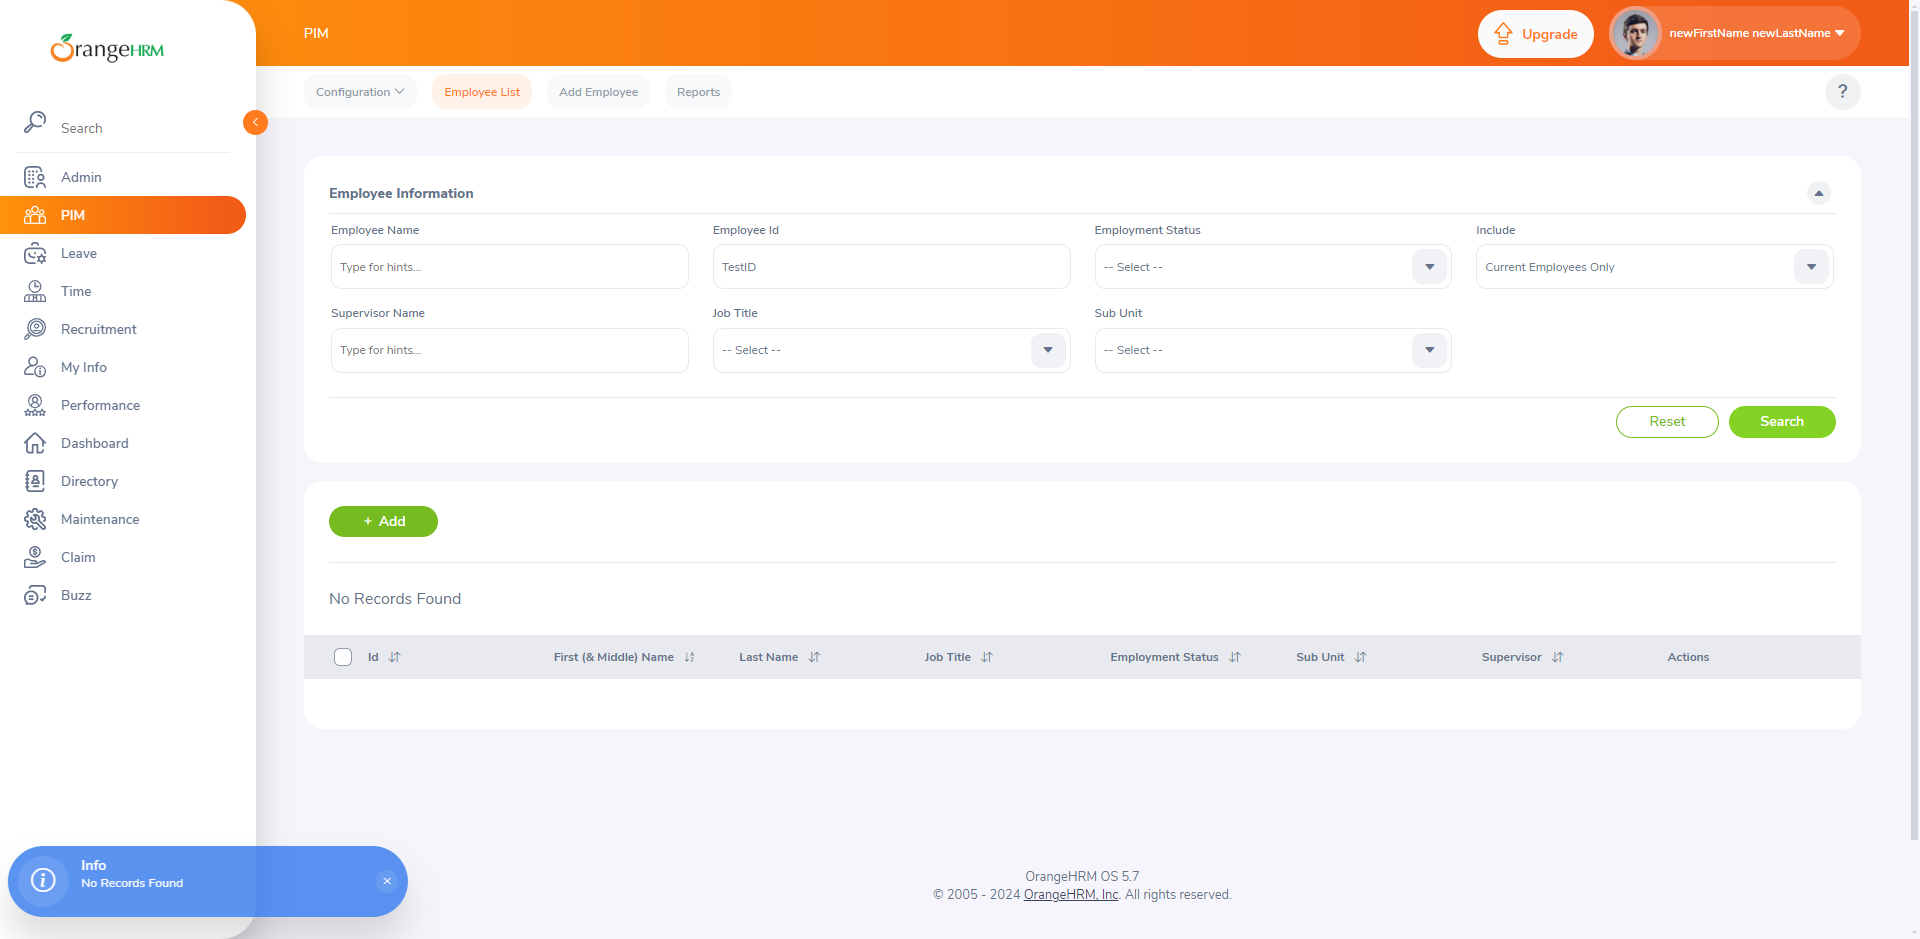 OrangeHRM
Search
Admin
PIM
Leave
Time
Recruitment
My Info
Performance
Dashboard
Directory
Maintenance
Claim
Buzz
PIM
Upgrade
newFirstName newLastName
Configuration
Employee List
Add Employee
Reports
?
Employee Information
Employee Name
Employee Id
Employment Status
Include
Type for hints...
TestID
-- Select --
Current Employees Only
Supervisor Name
Job Title
Sub Unit
Type for hints...
-- Select --
-- Select --
Reset
Search
+ Add
No Records Found
Id
First (& Middle) Name
Last Name
Job Title
Employment Status
Sub Unit
Supervisor
Actions
Info
No Records Found
OrangeHRM OS 5.7
© 2005 - 2024 OrangeHRM, Inc. All rights reserved.